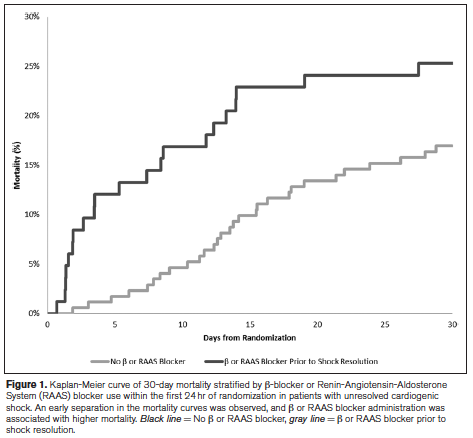 30%
25%
20%
15%
10%
5%
0%
Mortality (%)
0 5 10 15 20 25 30
Days from Randomization
No β or RAAS Blocker β or RAAS Blocker Prior to Shock Resolution
Figure 1. Kaplan-Meier curve of 30-day mortality stratified by β-blocker or Renin-Angiotensin-Aldosterone
System (RAAS) blocker use within the first 24 hr of randomization in patients with unresolved cardiogenic
shock. An early separation in the mortality curves was observed, and β or RAAS blocker administration was
associated with higher mortality. Black line = No β or RAAS blocker, gray line = β or RAAS blocker prior to
shock resolution.